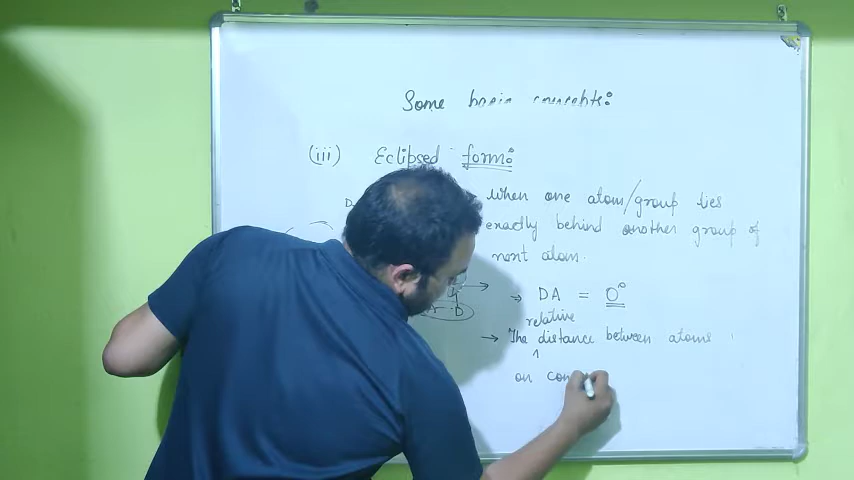 Some basic concepts:
(iii) Eclipsed form:
when one atom/group lies
exactly behind another group of
next atom.
→ DA = 0°
relative
→ The distance between atoms
on con